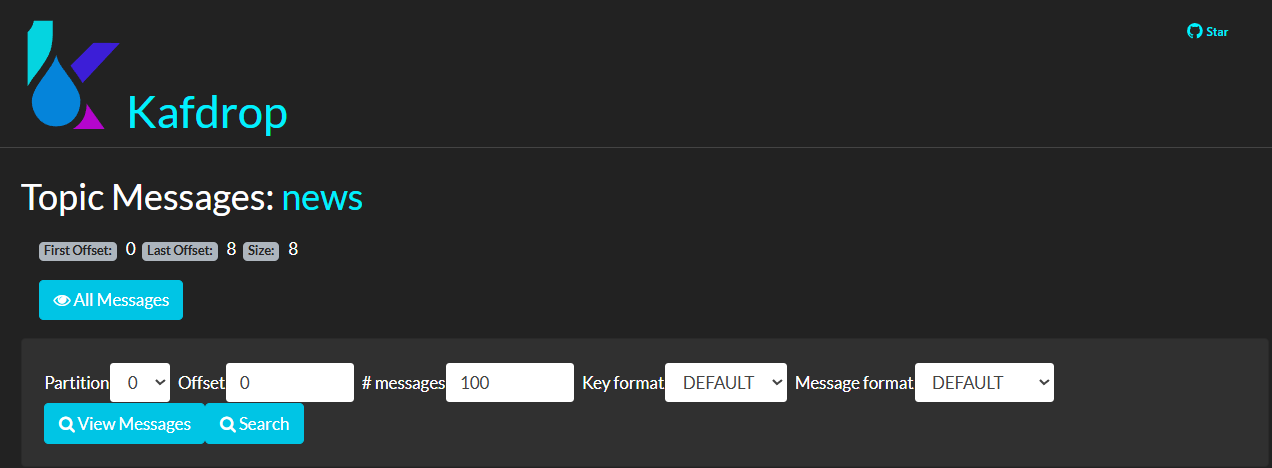 Star
Kafdrop
Topic Messages: news
First Offset: 0 Last Offset: 8 Size: 8
All Messages
Partition 0 Offset 0 # messages 100 Key format DEFAULT Message format DEFAULT
View Messages Search